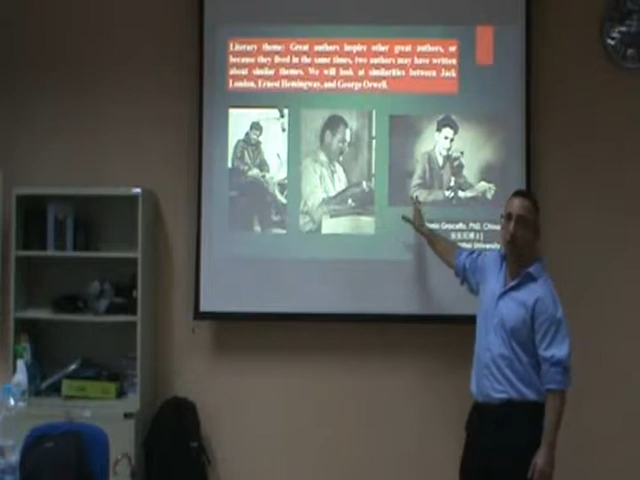 Literary theme: Great authors inspire other great authors, or
because they lived in the same times, two authors may have written
about similar themes. We will look at similarities between Jack
London, Ernest Hemingway, and George Orwell.
PhD, China
University